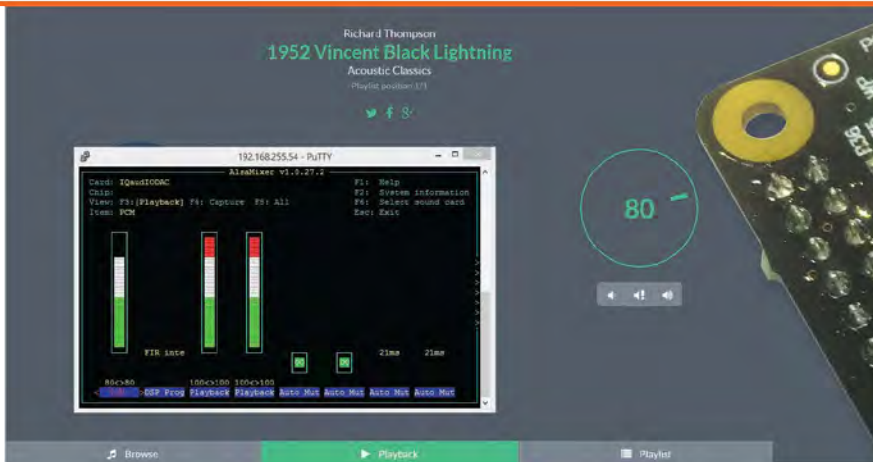 Richard Thompson
1952 Vincent Black Lightning
Acoustic Classics
Playlist position 1/1
192.168.255.54 - PuTTY
AlsaMixer v1.0.27.2
Card: IQaudIODAC F1: Help
Chip: F2: System information
View: F3:[Playback] F4: Capture F5: All F6: Select sound card
Item: PCM Esc: Exit
80
FIR inte 21ms 21ms
80<>80 100<>100 100<>100
< >DSP Prog Playback Playback Auto Mut Auto Mut Auto Mut Auto Mut
Browse Playback Playlist